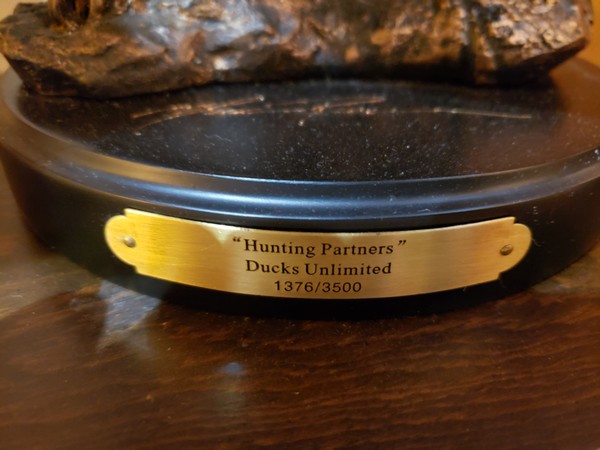 “Hunting Partners”
Ducks Unlimited
1376/3500